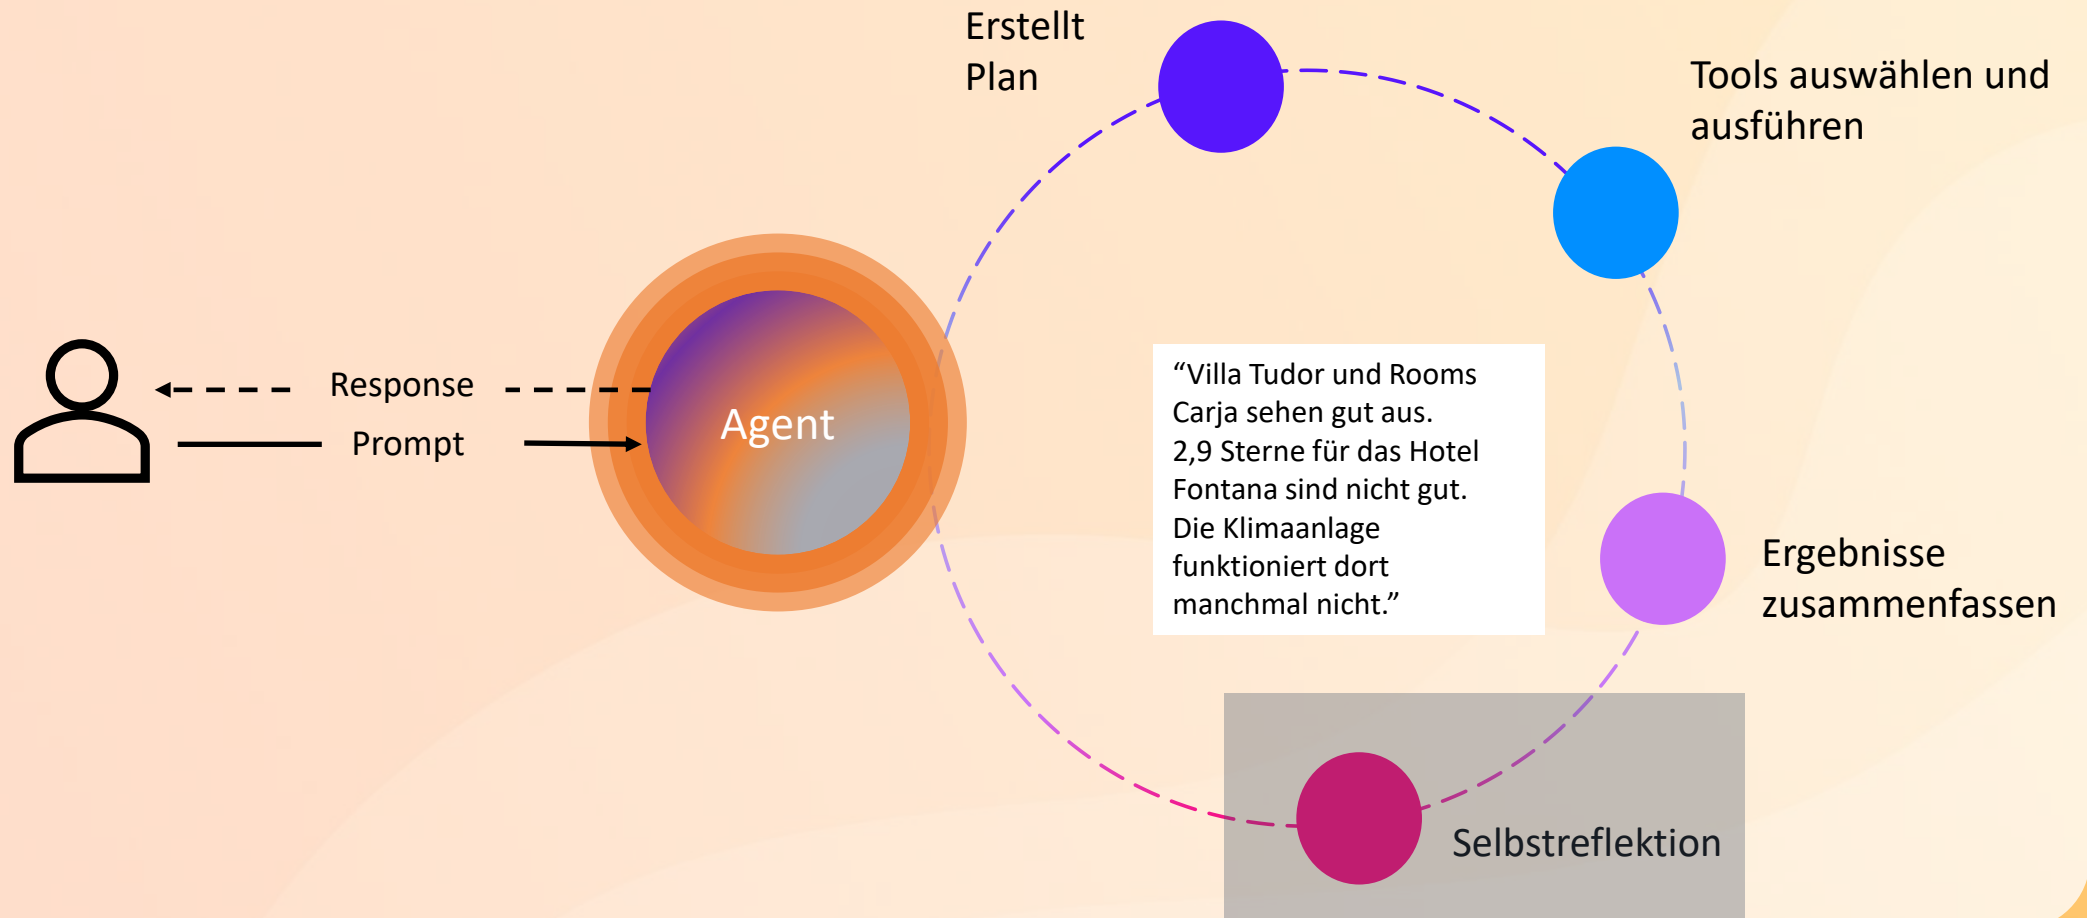 Erstellt
Plan
Tools auswählen und
ausführen
Response
Prompt
Agent
“Villa Tudor und Rooms
Carja sehen gut aus.
2,9 Sterne für das Hotel
Fontana sind nicht gut.
Die Klimaanlage
funktioniert dort
manchmal nicht.”
Ergebnisse
zusammenfassen
Selbstreflektion